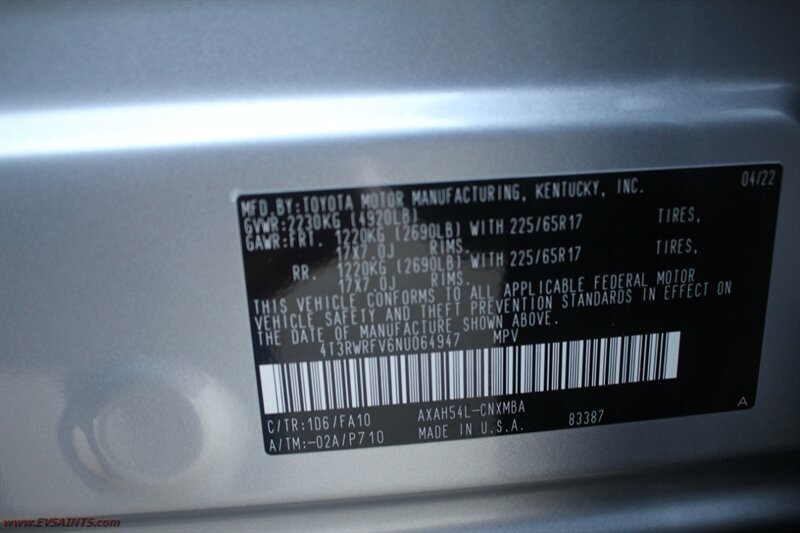 04/22
MFD.BY:TOYOTA MOTOR MANUFACTURING, KENTUCKY, INC.
GVWR:2230KG (4920LB)
GAWR:FRT. 1220KG (2690LB) WITH 225/65R17 TIRES,
17X7.0J RIMS,
RR. 1220KG (2690LB) WITH 225/65R17 TIRES,
17X7.0J RIMS.
THIS VEHICLE CONFORMS TO ALL APPLICABLE FEDERAL MOTOR
VEHICLE SAFETY AND THEFT PREVENTION STANDARDS IN EFFECT ON
THE DATE OF MANUFACTURE SHOWN ABOVE.
4T3RWRFV6NU064947 MPV
C/TR:1D6/FA10 AXAH54L-CNXMBA 83387
A/TM:-02A/P710 MADE IN U.S.A. A
www.EVSAINTS.com